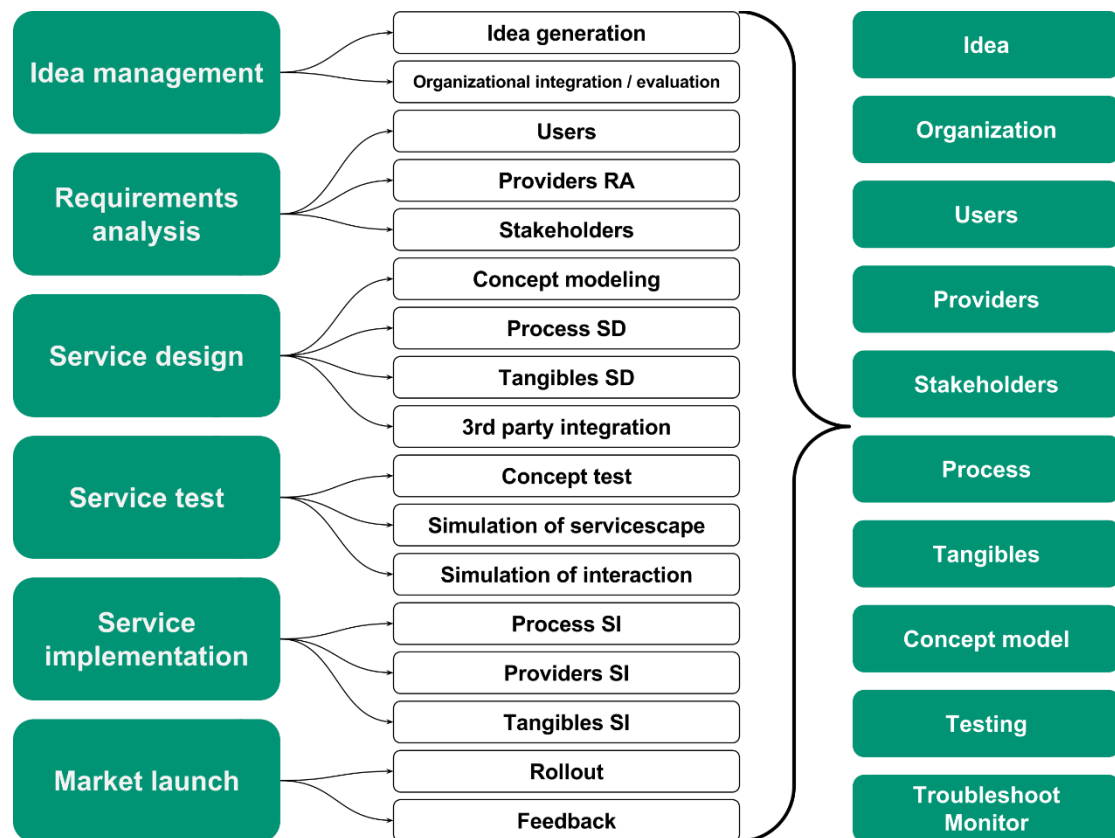 Idea management
Requirements
analysis
Service design
Service test
Service
implementation
Market launch
Idea generation
Organizational integration / evaluation
Users
Providers RA
Stakeholders
Concept modeling
Process SD
Tangibles SD
3rd party integration
Concept test
Simulation of servicescape
Simulation of interaction
Process SI
Providers SI
Tangibles SI
Rollout
Feedback
Idea
Organization
Users
Providers
Stakeholders
Process
Tangibles
Concept model
Testing
Troubleshoot
Monitor